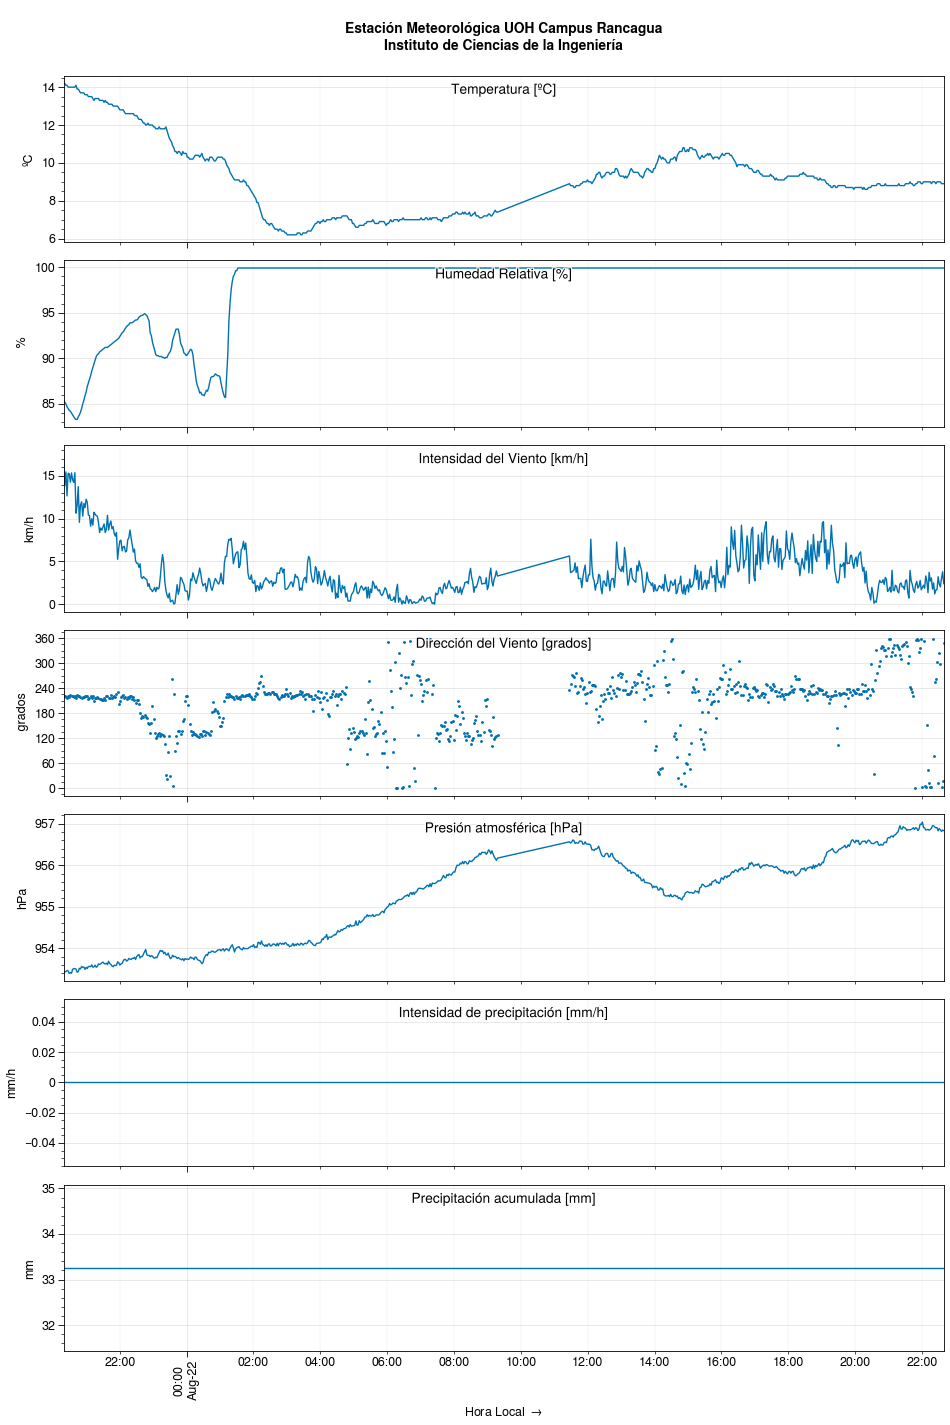 Estación Meteorológica UOH Campus Rancagua
Instituto de Ciencias de la Ingeniería
Temperatura [ºC]
ºC
14
12
10
8
6
Humedad Relativa [%]
%
100
95
90
85
Intensidad del Viento [km/h]
km/h
15
10
5
0
Dirección del Viento [grados]
grados
360
300
240
180
120
60
0
Presión atmosférica [hPa]
hPa
957
956
955
954
Intensidad de precipitación [mm/h]
mm/h
0.04
0.02
0
−0.02
−0.04
Precipitación acumulada [mm]
mm
35
34
33
32
22:00
00:00
Aug-22
02:00
04:00
06:00
08:00
10:00
12:00
14:00
16:00
18:00
20:00
22:00
Hora Local →